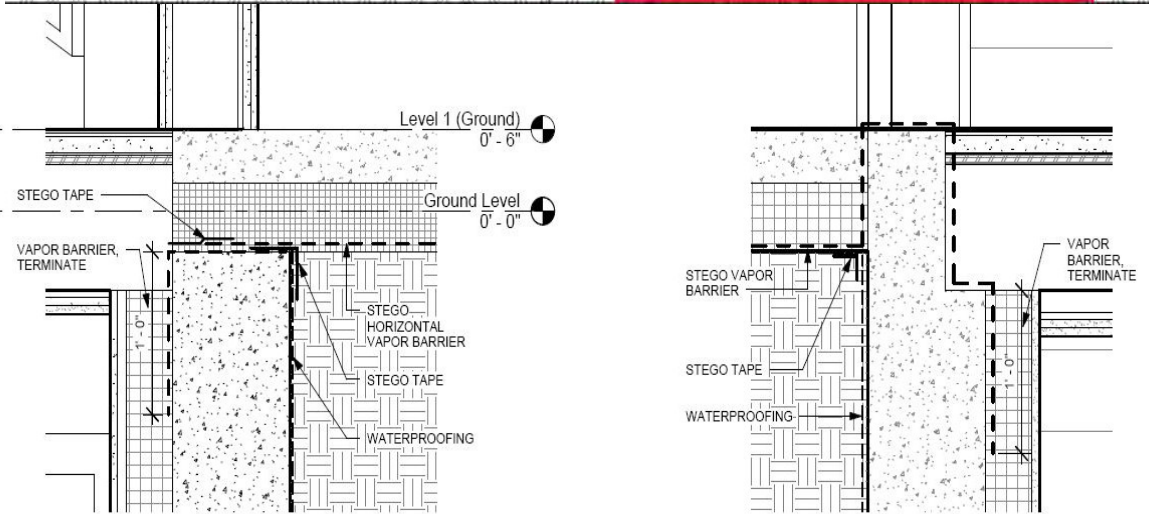 Level 1 (Ground)
0' - 6"
STEGO TAPE
Ground Level
0' - 0"
VAPOR BARRIER,
TERMINATE
1' - 0"
STEGO
HORIZONTAL
VAPOR BARRIER
STEGO TAPE
WATERPROOFING
VAPOR
BARRIER,
TERMINATE
STEGO VAPOR
BARRIER
1' - 0"
STEGO TAPE
WATERPROOFING